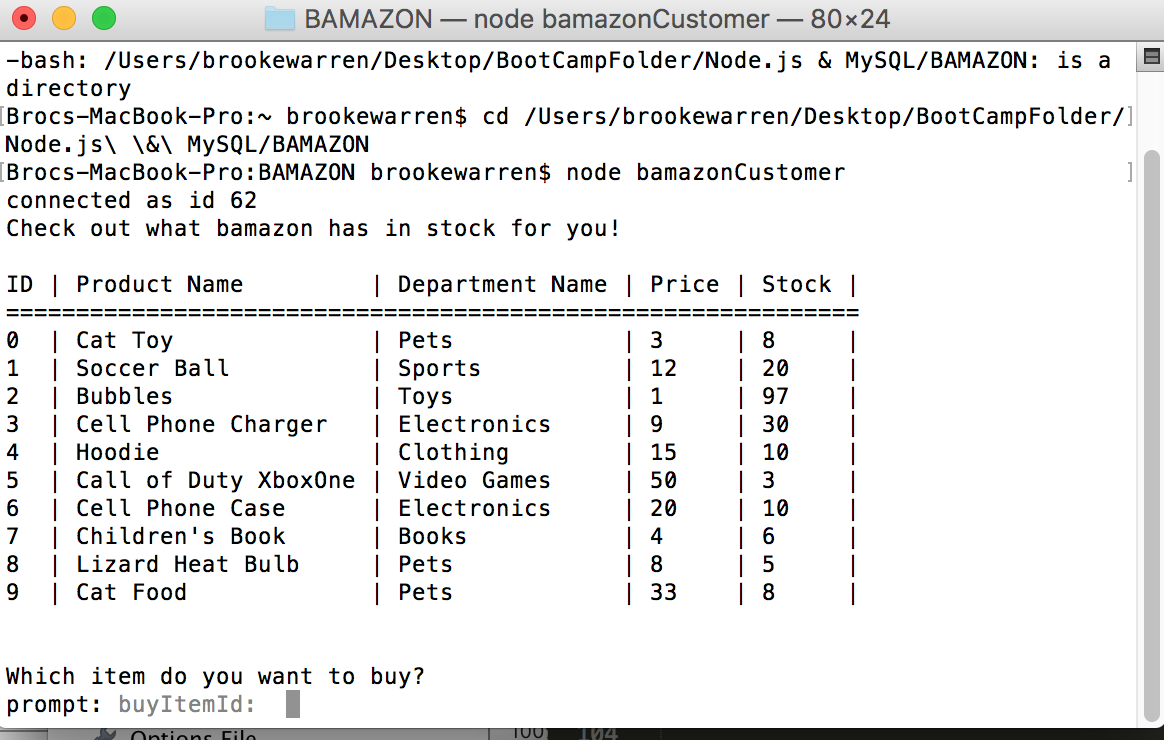 BAMAZON — node bamazonCustomer — 80×24
-bash: /Users/brookewarren/Desktop/BootCampFolder/Node.js & MySQL/BAMAZON: is a
directory
[Brocs-MacBook-Pro:~ brookewarren$ cd /Users/brookewarren/Desktop/BootCampFolder/]
Node.js\ \&\ MySQL/BAMAZON
[Brocs-MacBook-Pro:BAMAZON brookewarren$ node bamazonCustomer ]
connected as id 62
Check out what bamazon has in stock for you!
ID | Product Name | Department Name | Price | Stock |
=============================================================
0 | Cat Toy | Pets | 3 | 8 |
1 | Soccer Ball | Sports | 12 | 20 |
2 | Bubbles | Toys | 1 | 97 |
3 | Cell Phone Charger | Electronics | 9 | 30 |
4 | Hoodie | Clothing | 15 | 10 |
5 | Call of Duty XboxOne | Video Games | 50 | 3 |
6 | Cell Phone Case | Electronics | 20 | 10 |
7 | Children's Book | Books | 4 | 6 |
8 | Lizard Heat Bulb | Pets | 8 | 5 |
9 | Cat Food | Pets | 33 | 8 |
Which item do you want to buy?
prompt: buyItemId:
Options File 100 104